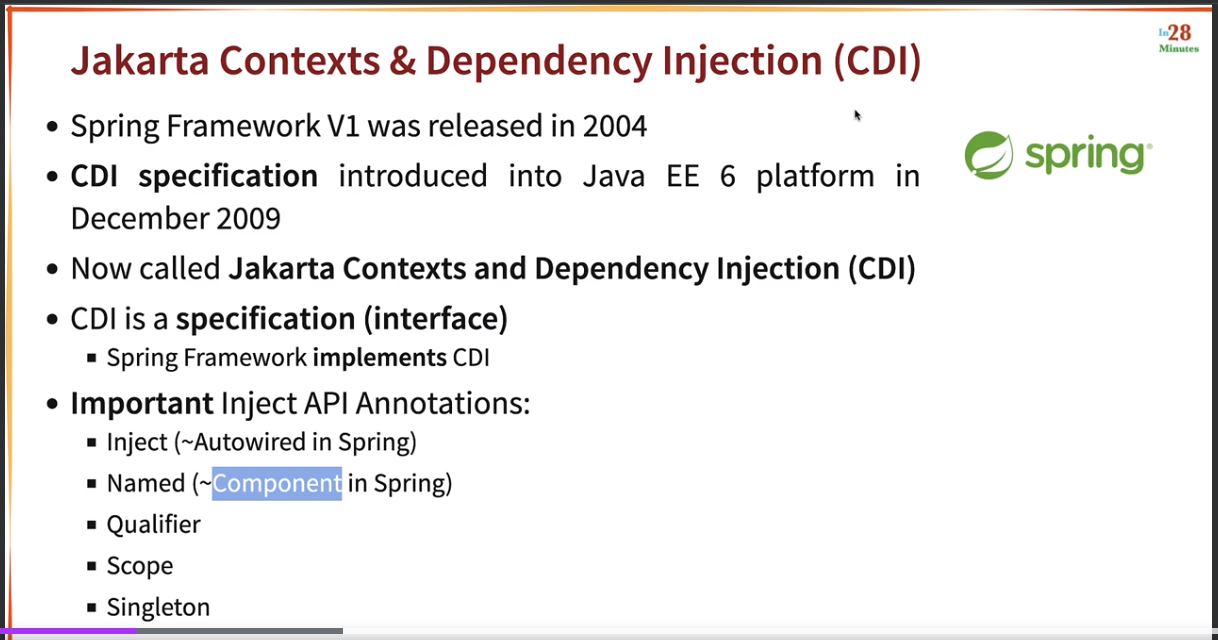 Jakarta Contexts & Dependency Injection (CDI)
In28
Minutes
• Spring Framework V1 was released in 2004
spring®
• CDI specification introduced into Java EE 6 platform in
December 2009
• Now called Jakarta Contexts and Dependency Injection (CDI)
• CDI is a specification (interface)
▪ Spring Framework implements CDI
• Important Inject API Annotations:
▪ Inject (~Autowired in Spring)
▪ Named (~Component in Spring)
▪ Qualifier
▪ Scope
▪ Singleton